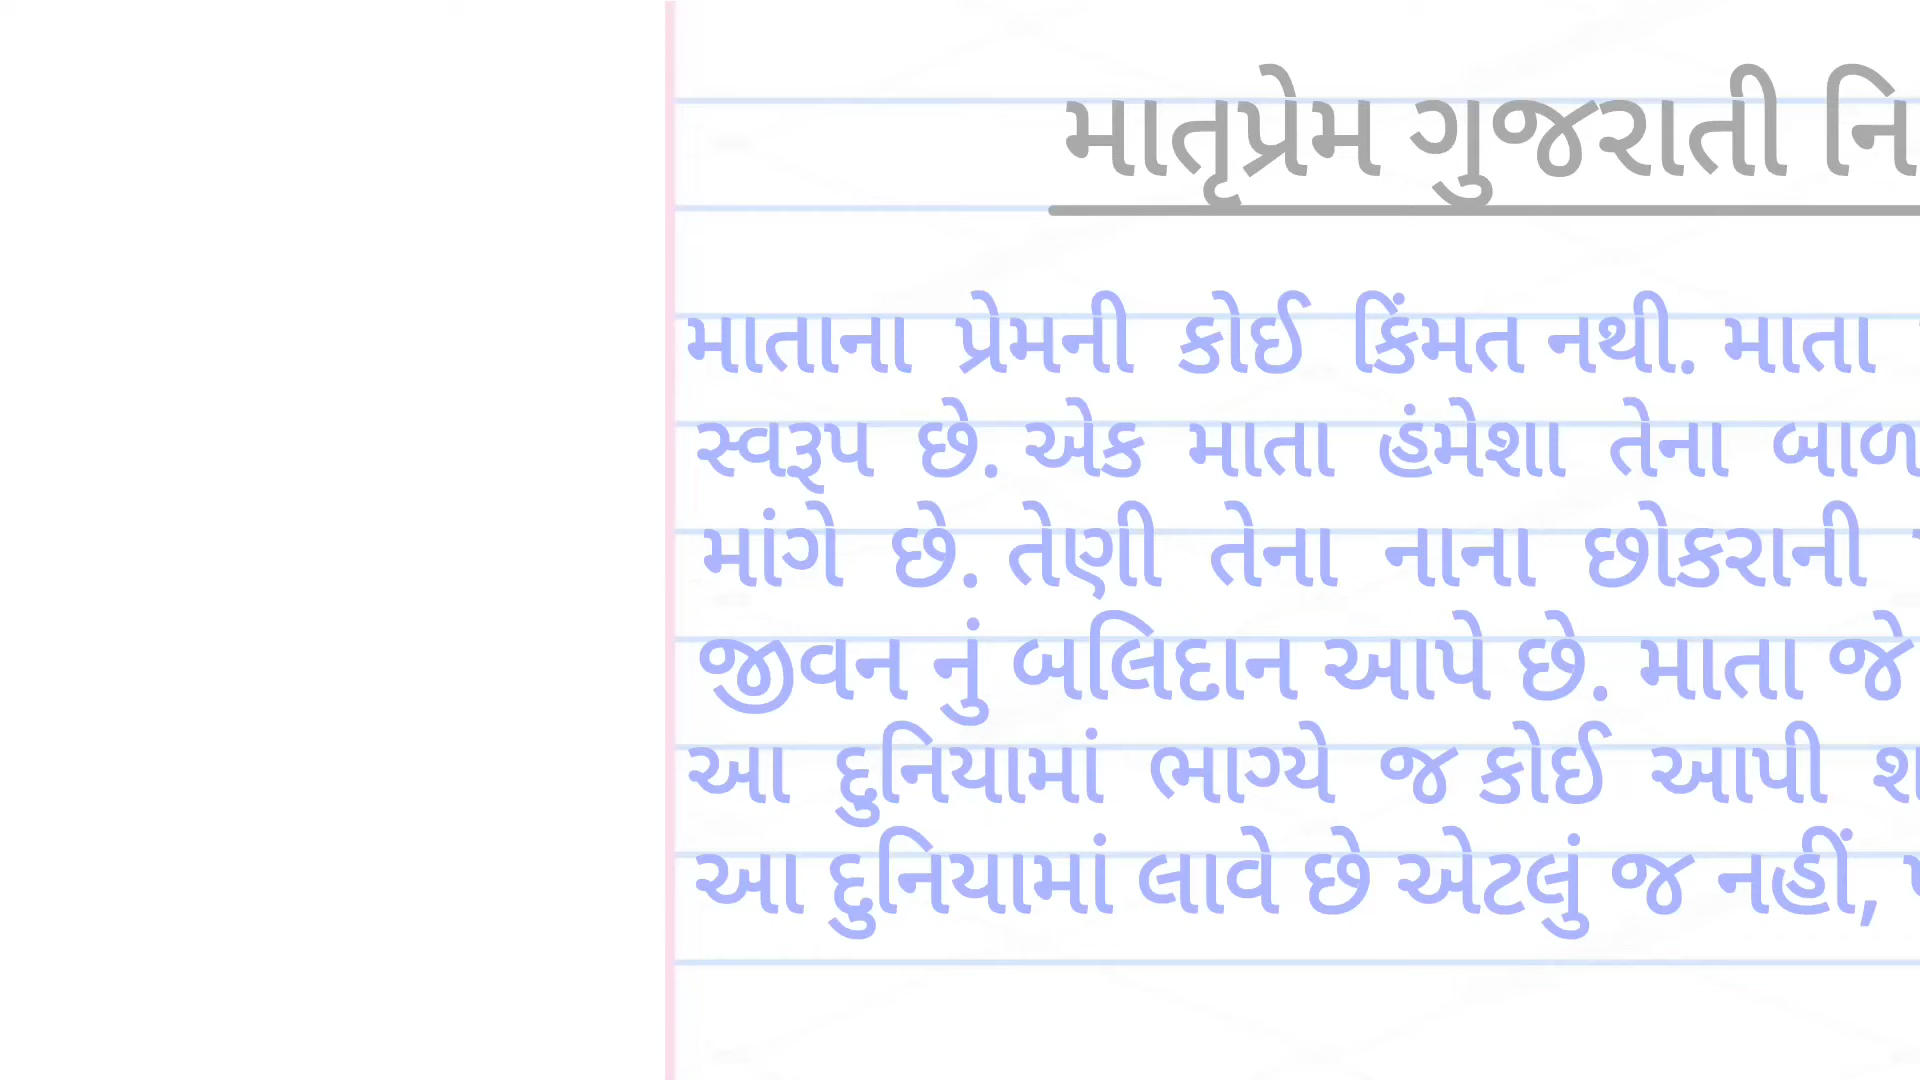 માતૃપ્રેમ ગુજરાતી નિ
માતાના પ્રેમની કોઈ કિંમત નથી. માતા
સ્વરૂપ છે. એક માતા હંમેશા તેના બાળ
માંગે છે. તેણી તેના નાના છોકરાની
જીવન નું બલિદાન આપે છે. માતા જે
આ દુનિયામાં ભાગ્યે જ કોઈ આપી શ
આ દુનિયામાં લાવે છે એટલું જ નહીં,